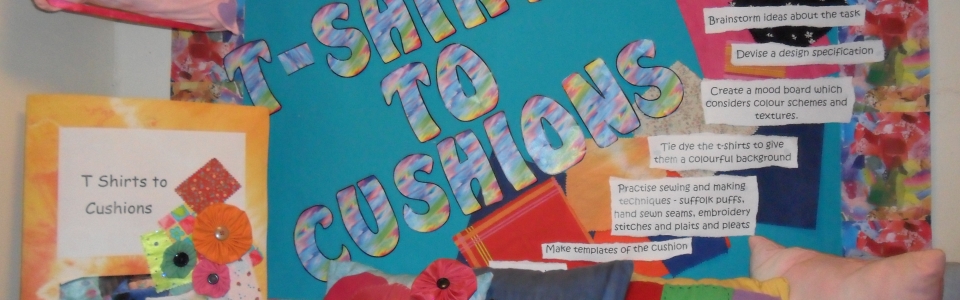 T-SHIRTS
TO
CUSHIONS
T Shirts to
Cushions
Brainstorm ideas about the task
Devise a design specification
Create a mood board which
considers colour schemes and
textures.
Tie dye the t-shirts to give
them a colourful background
Practise sewing and making
techniques - suffolk puffs,
hand sewn seams, embroidery
stitches and plaits and pleats
Make templates of the cushion